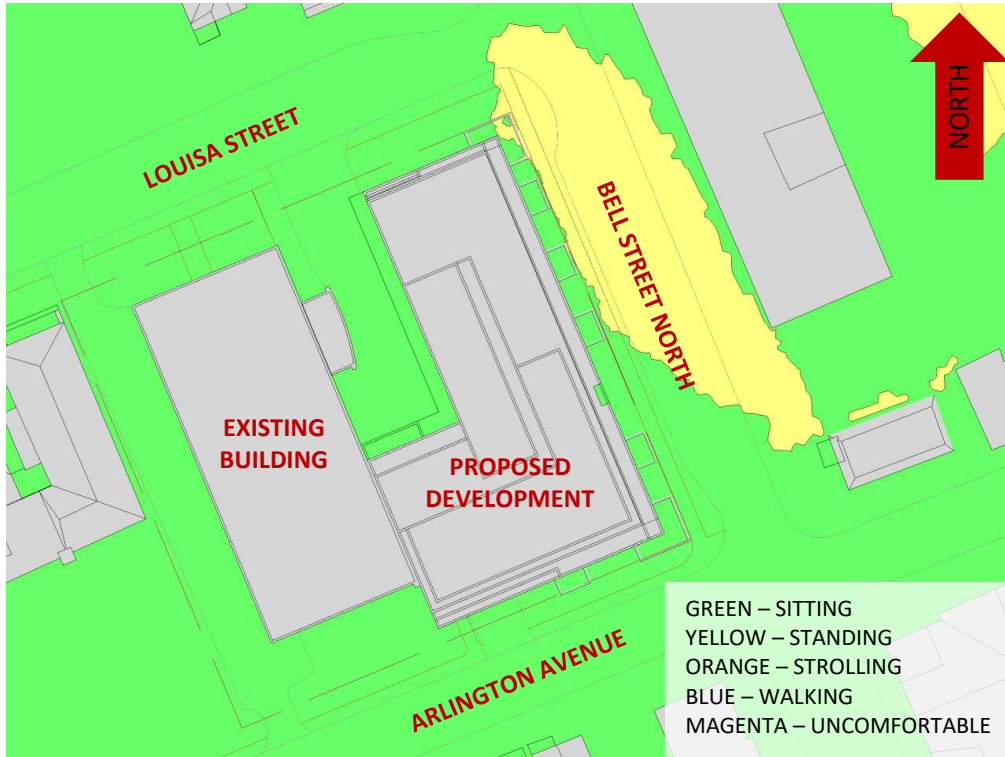 NORTH
LOUISA STREET
BELL STREET NORTH
EXISTING
BUILDING
PROPOSED
DEVELOPMENT
ARLINGTON AVENUE
GREEN – SITTING
YELLOW – STANDING
ORANGE – STROLLING
BLUE – WALKING
MAGENTA – UNCOMFORTABLE